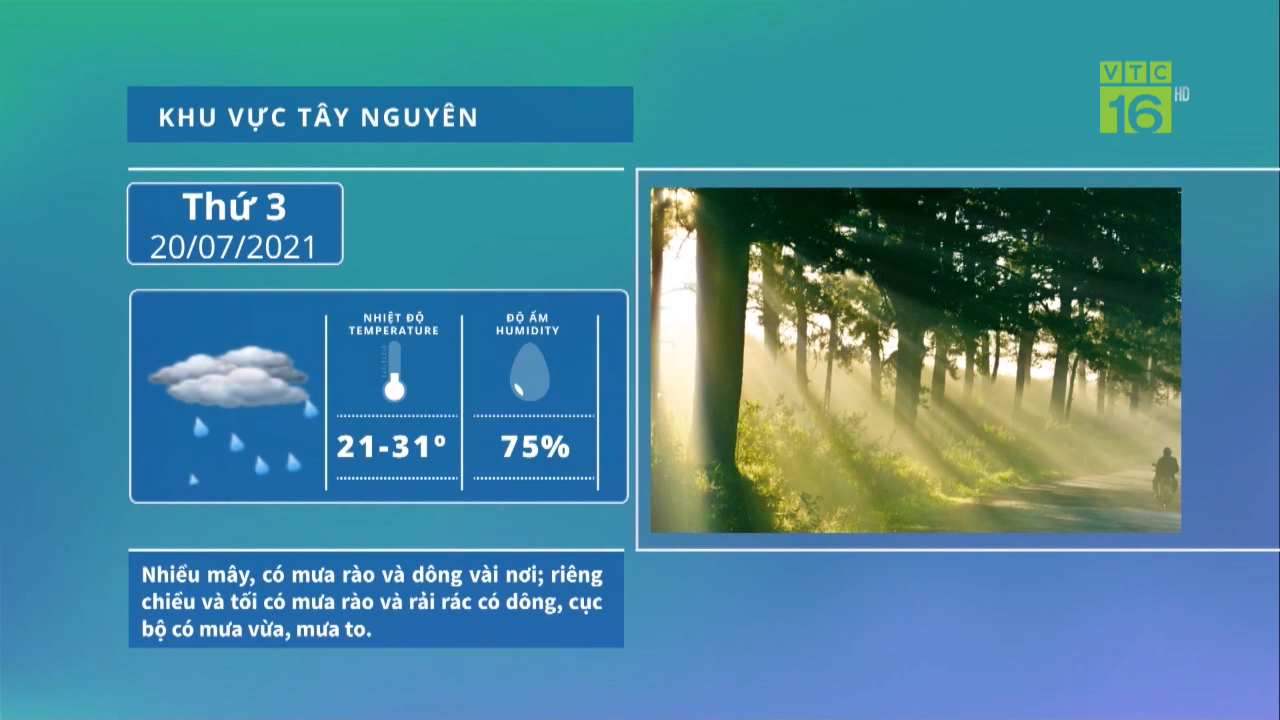 VTC
16 HD
KHU VỰC TÂY NGUYÊN
Thứ 3
20/07/2021
NHIỆT ĐỘ
TEMPERATURE
21-31º
ĐỘ ẨM
HUMIDITY
75%
Nhiều mây, có mưa rào và dông vài nơi; riêng
chiều và tối có mưa rào và rải rác có dông, cục
bộ có mưa vừa, mưa to.